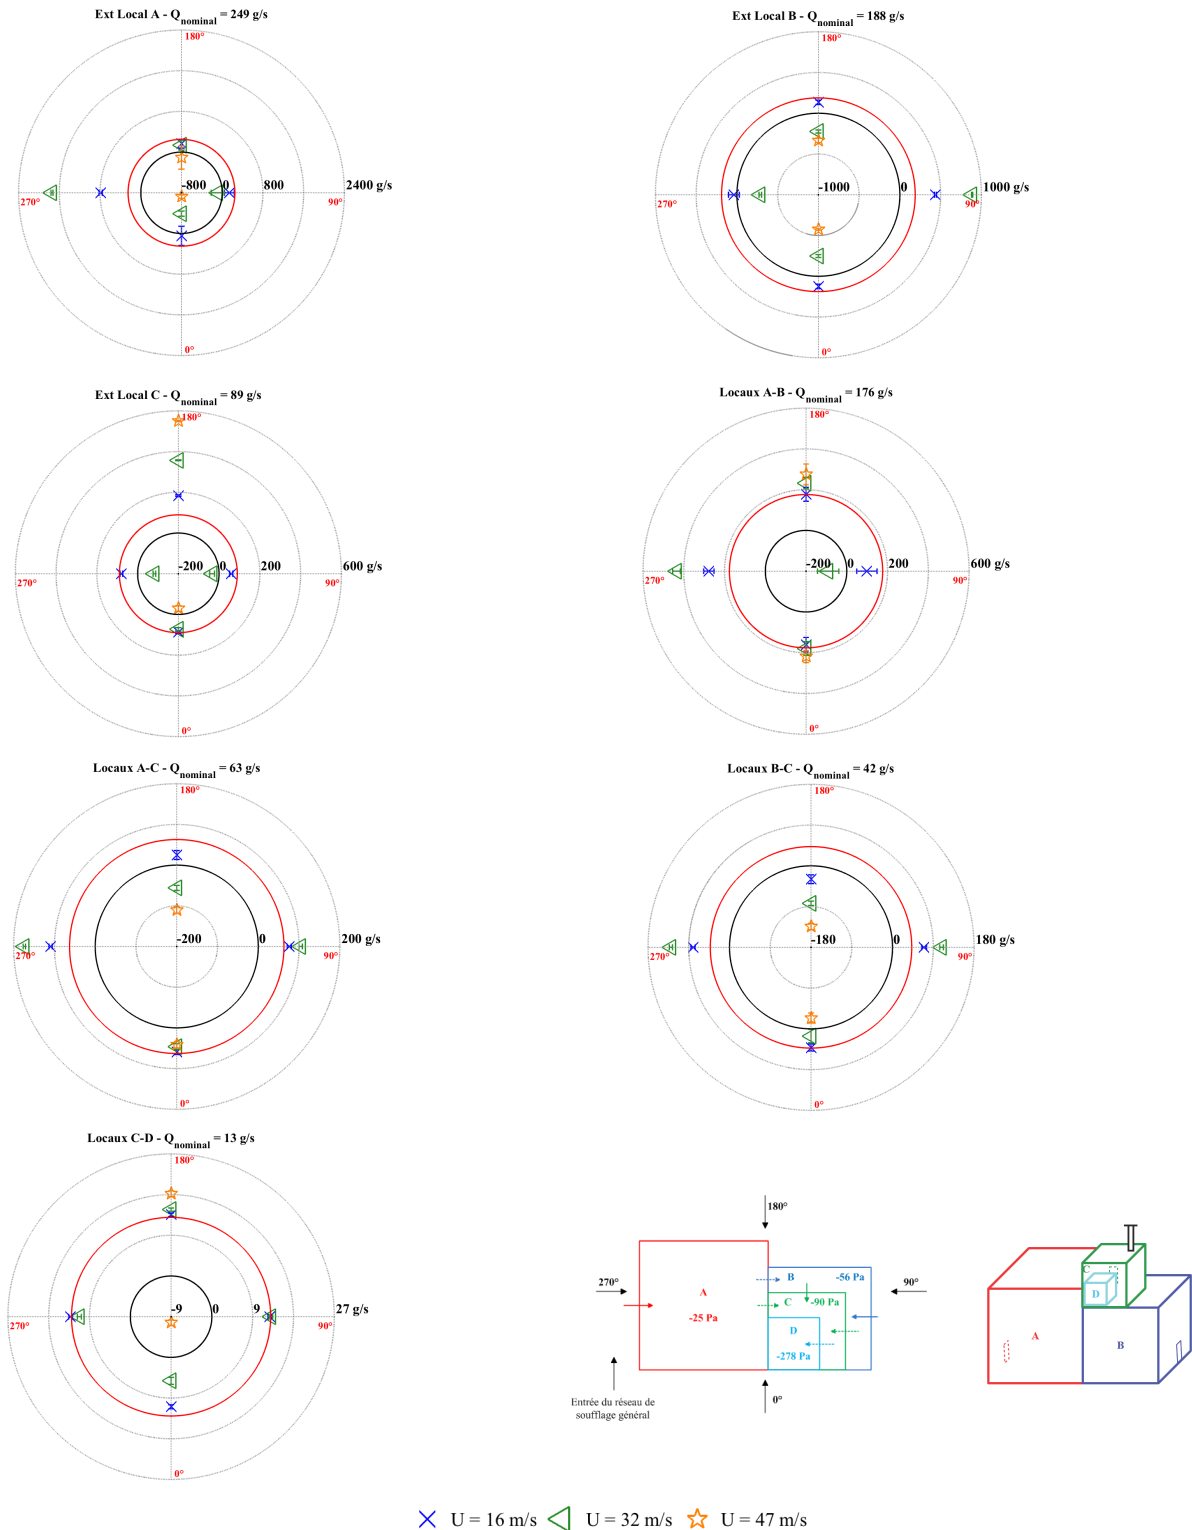 Ext Local A - Qnominal = 249 g/s
180°
-800 0 800 2400 g/s
270° 90°
0°
Ext Local B - Qnominal = 188 g/s
180°
-1000 0 1000 g/s
270° 90°
0°
Ext Local C - Qnominal = 89 g/s
180°
-200 0 200 600 g/s
270° 90°
0°
Locaux A-B - Qnominal = 176 g/s
180°
-200 0 200 600 g/s
270° 90°
0°
Locaux A-C - Qnominal = 63 g/s
180°
-200 0 200 g/s
270° 90°
0°
Locaux B-C - Qnominal = 42 g/s
180°
-180 0 180 g/s
270° 90°
0°
Locaux C-D - Qnominal = 13 g/s
180°
-9 0 9 27 g/s
270° 90°
0°
180°
270° 90°
A
-25 Pa
B -56 Pa
C -90 Pa
D
-278 Pa
0°
Entrée du réseau de
soufflage général
C
D
A
B
U = 16 m/s U = 32 m/s U = 47 m/s